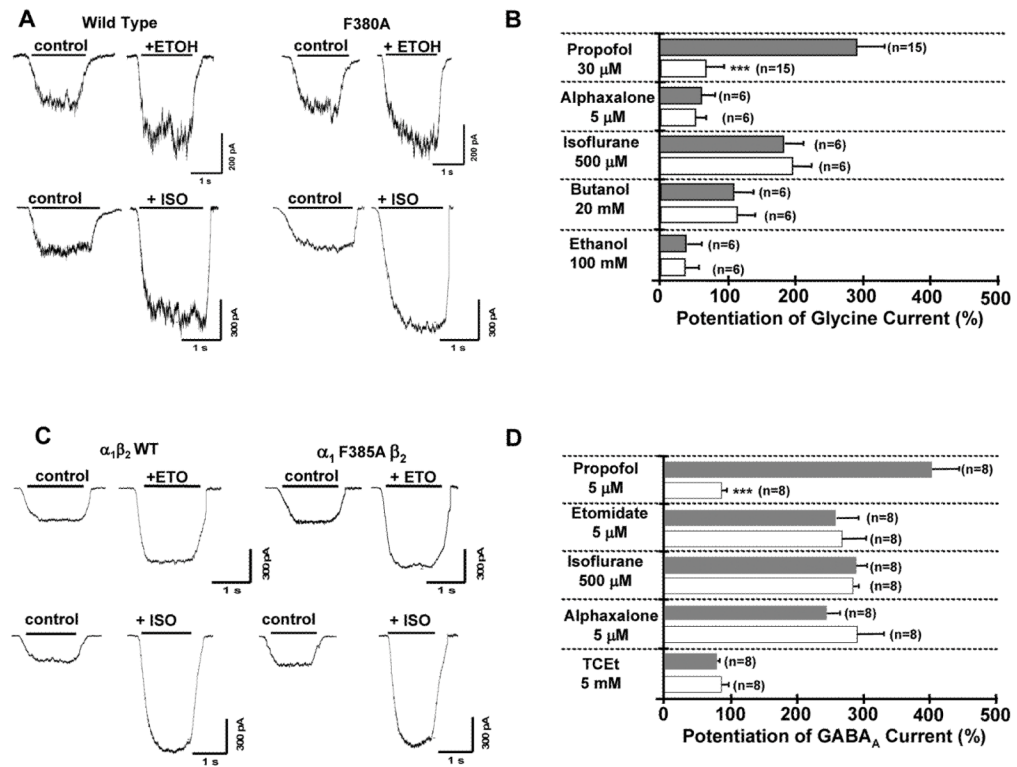 A
Wild Type
F380A
control
+ETOH
control
+ ETOH
200 pA
1 s
200 pA
1 s
control
+ ISO
control
+ ISO
300 pA
1 s
300 pA
1 s
B
Propofol
30 µM
(n=15)
*** (n=15)
Alphaxalone
5 µM
(n=6)
(n=6)
Isoflurane
500 µM
(n=6)
(n=6)
Butanol
20 mM
(n=6)
(n=6)
Ethanol
100 mM
(n=6)
(n=6)
0 100 200 300 400 500
Potentiation of Glycine Current (%)
C
α1β2 WT
α1 F385A β2
control
+ETO
control
+ ETO
300 pA
1 s
300 pA
1 s
control
+ ISO
control
+ ISO
300 pA
1 s
300 pA
1 s
D
Propofol
5 µM
(n=8)
*** (n=8)
Etomidate
5 µM
(n=8)
(n=8)
Isoflurane
500 µM
(n=8)
(n=8)
Alphaxalone
5 µM
(n=8)
(n=8)
TCEt
5 mM
(n=8)
(n=8)
0 100 200 300 400 500
Potentiation of GABAA Current (%)